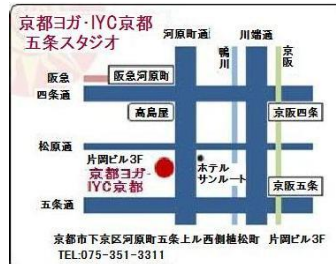 京都ヨガ・IYC京都
五条スタジオ
河原町通
鴨川
川端通
京阪
阪急
阪急河原町
四条通
高島屋
京阪四条
松原通
片岡ビル3F
京都ヨガ・
IYC京都
ホテル
サンルート
京阪五条
五条通
京都市下京区河原町五条上ル西側植松町 片岡ビル3F
TEL:075-351-3311